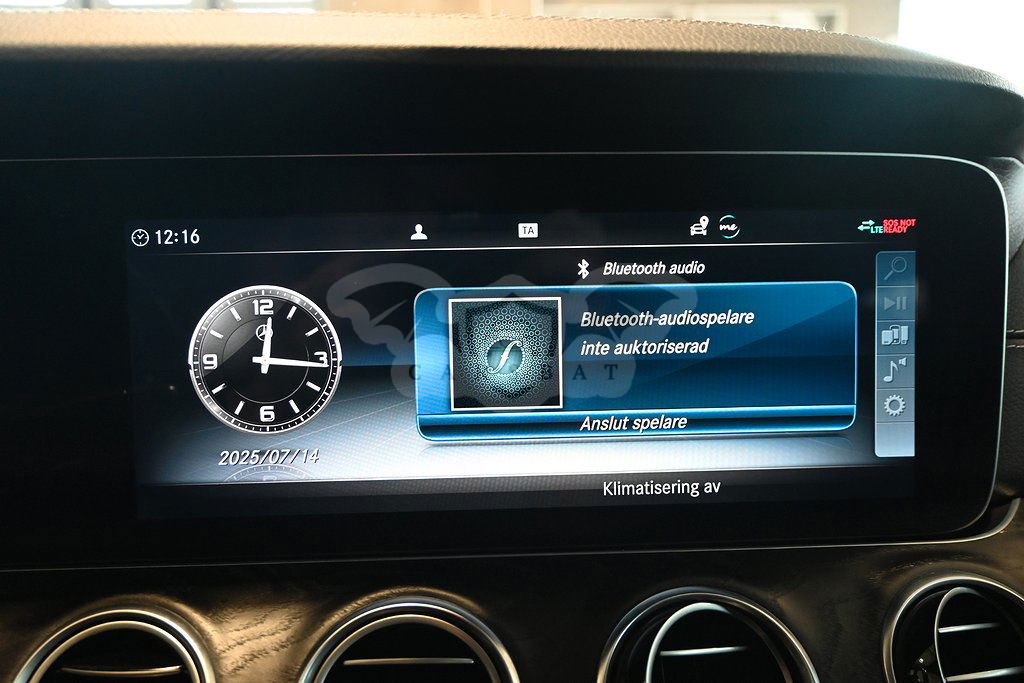 12:16
TA
me
LTE
SOS NOT
READY
Bluetooth audio
12
3
6
9
Bluetooth-audiospelare
inte auktoriserad
f
Anslut spelare
2025/07/14
Klimatisering av